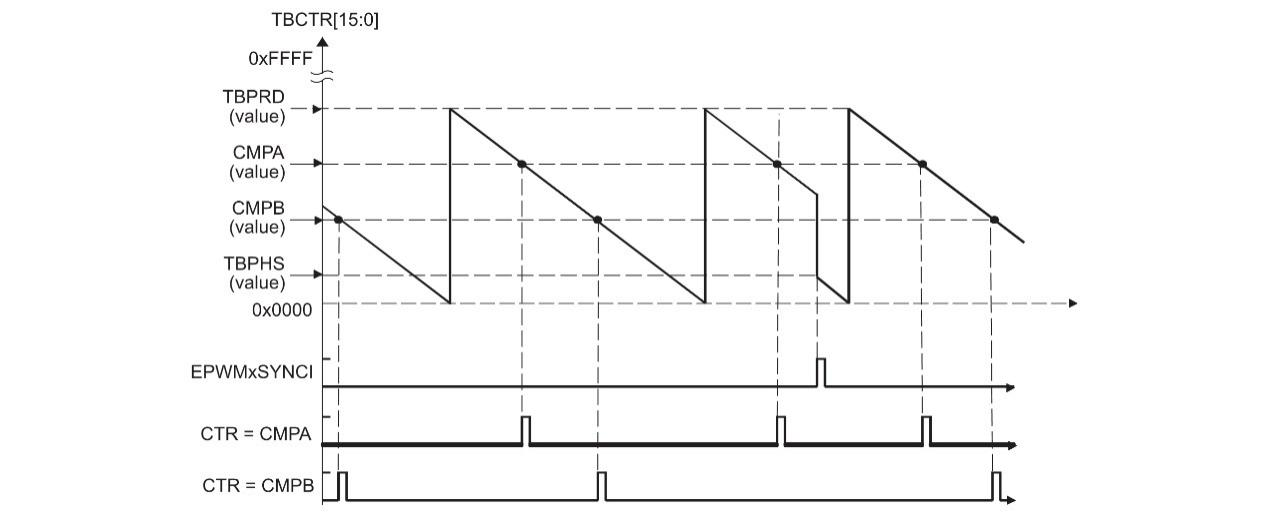 TBCTR[15:0]
0xFFFF
TBPRD
(value)
CMPA
(value)
CMPB
(value)
TBPHS
(value)
0x0000
EPWMxSYNCI
CTR = CMPA
CTR = CMPB